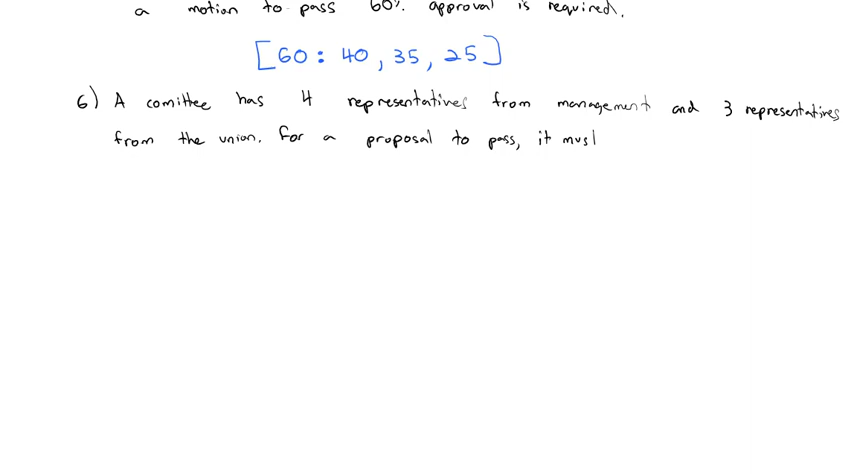 a motion to pass 60% approval is required.
[60 : 40, 35, 25]
6) A comittee has 4 representatives from management and 3 representatives
from the union. For a proposal to pass, it must